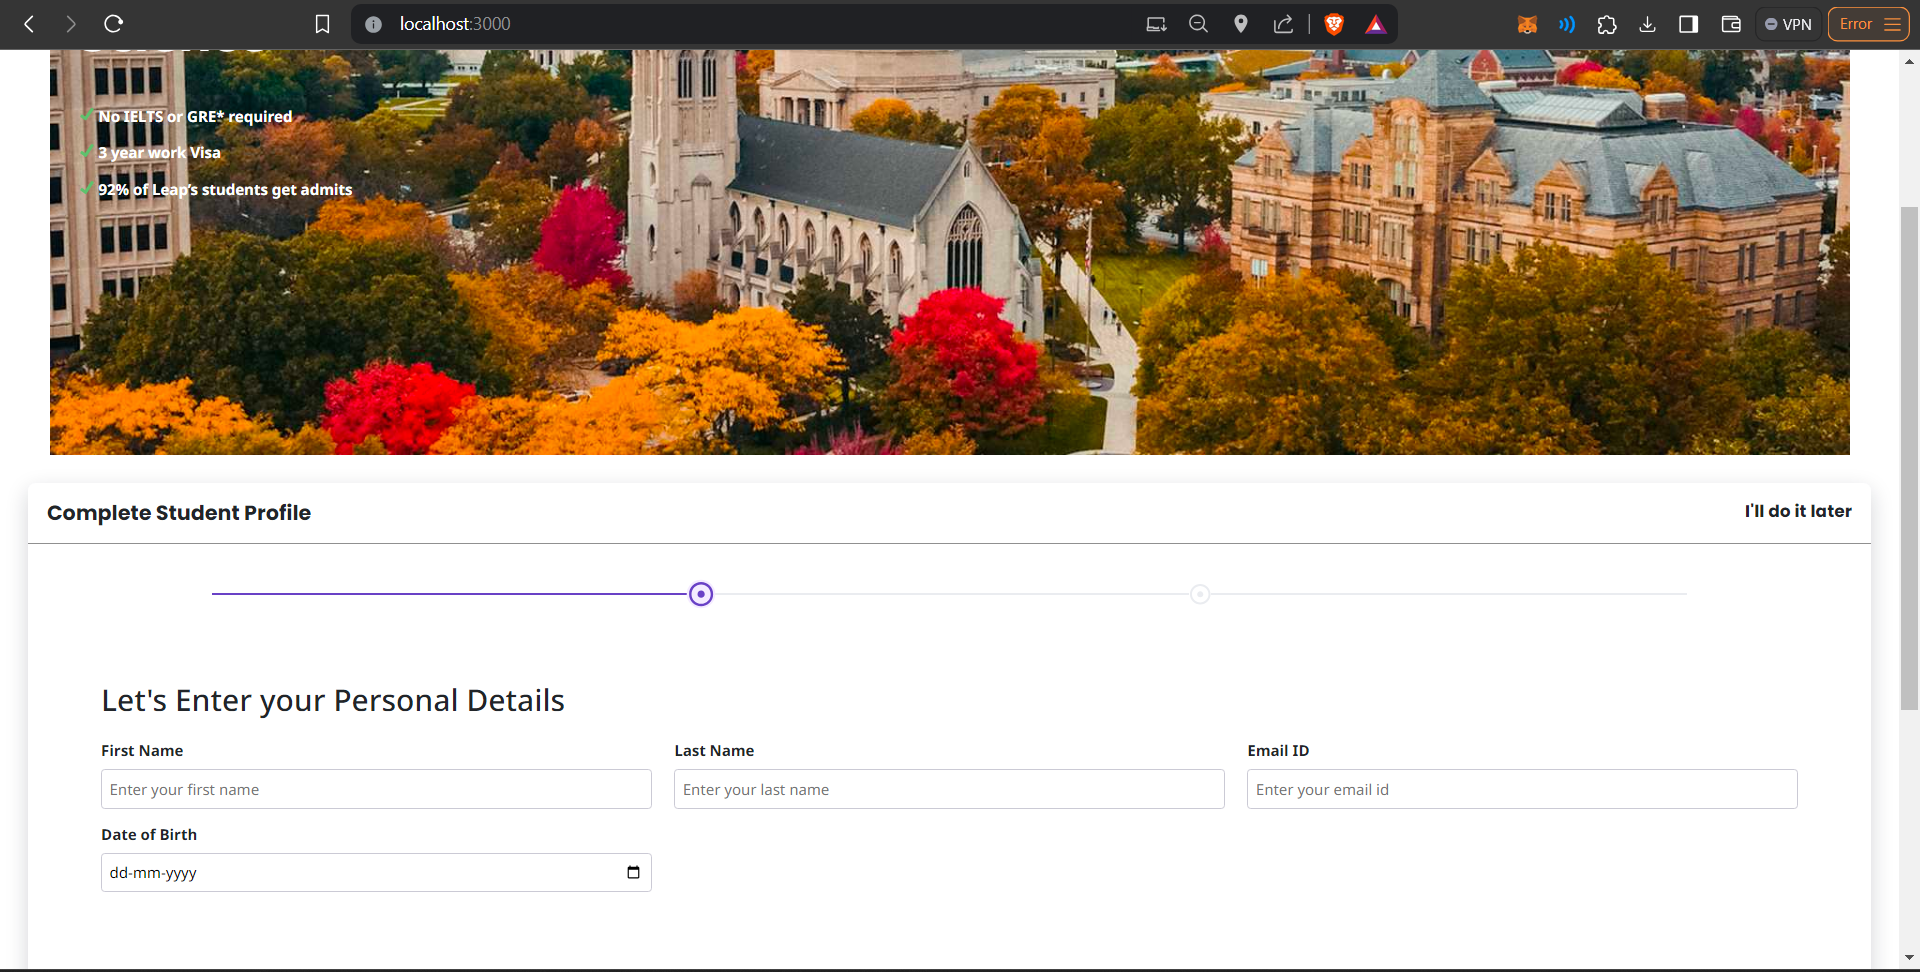 localhost:3000
VPN
Error
No IELTS or GRE* required
3 year work Visa
92% of Leap’s students get admits
Complete Student Profile
I'll do it later
Let's Enter your Personal Details
First Name
Last Name
Email ID
Enter your first name
Enter your last name
Enter your email id
Date of Birth
dd-mm-yyyy